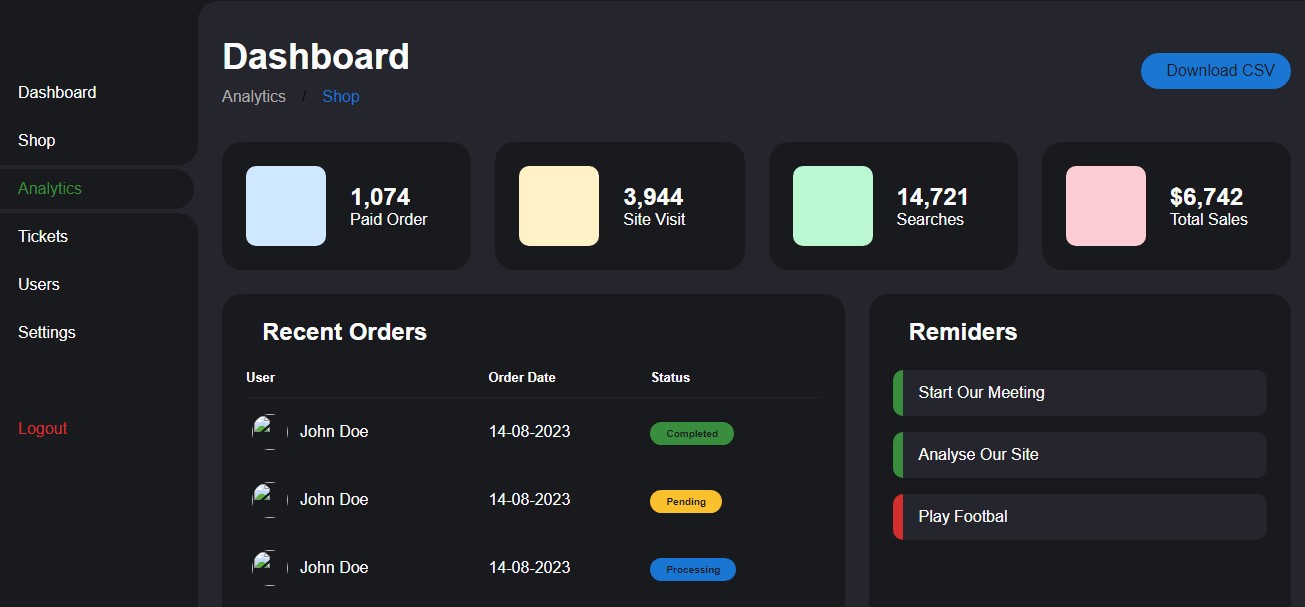 Dashboard
Shop
Analytics
Tickets
Users
Settings
Logout
Dashboard
Analytics / Shop
Download CSV
1,074
Paid Order
3,944
Site Visit
14,721
Searches
$6,742
Total Sales
Recent Orders
User Order Date Status
John Doe 14-08-2023 Completed
John Doe 14-08-2023 Pending
John Doe 14-08-2023 Processing
Remiders
Start Our Meeting
Analyse Our Site
Play Footbal